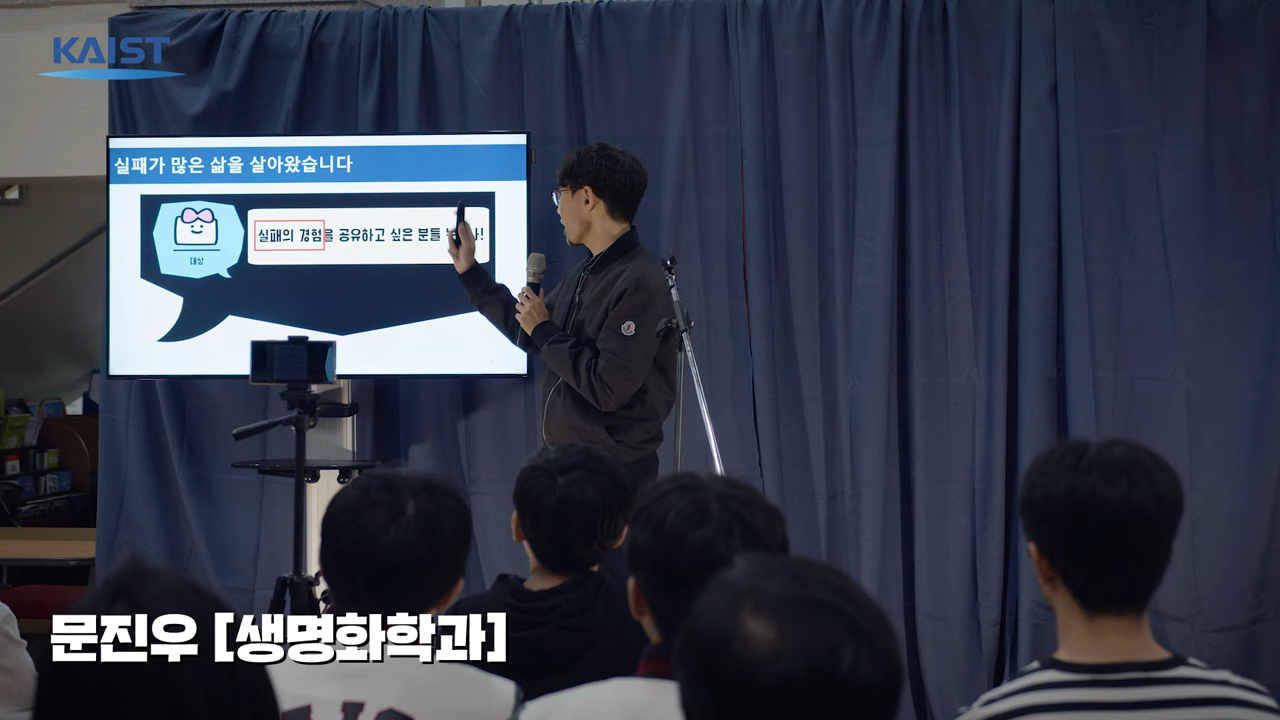 KAIST
실패가 많은 삶을 살아왔습니다
실패의 경험을 공유하고 싶은 분들
대상
문진우 [생명화학과]